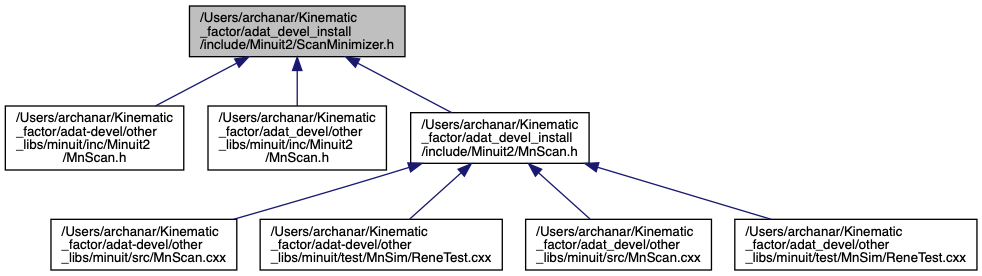 /Users/archanar/Kinematic
_factor/adat_devel_install
/include/Minuit2/ScanMinimizer.h
/Users/archanar/Kinematic
_factor/adat-devel/other
_libs/minuit/inc/Minuit2
/MnScan.h
/Users/archanar/Kinematic
_factor/adat_devel/other
_libs/minuit/inc/Minuit2
/MnScan.h
/Users/archanar/Kinematic
_factor/adat_devel_install
/include/Minuit2/MnScan.h
/Users/archanar/Kinematic
_factor/adat-devel/other
_libs/minuit/src/MnScan.cxx
/Users/archanar/Kinematic
_factor/adat-devel/other
_libs/minuit/test/MnSim/ReneTest.cxx
/Users/archanar/Kinematic
_factor/adat_devel/other
_libs/minuit/src/MnScan.cxx
/Users/archanar/Kinematic
_factor/adat_devel/other
_libs/minuit/test/MnSim/ReneTest.cxx